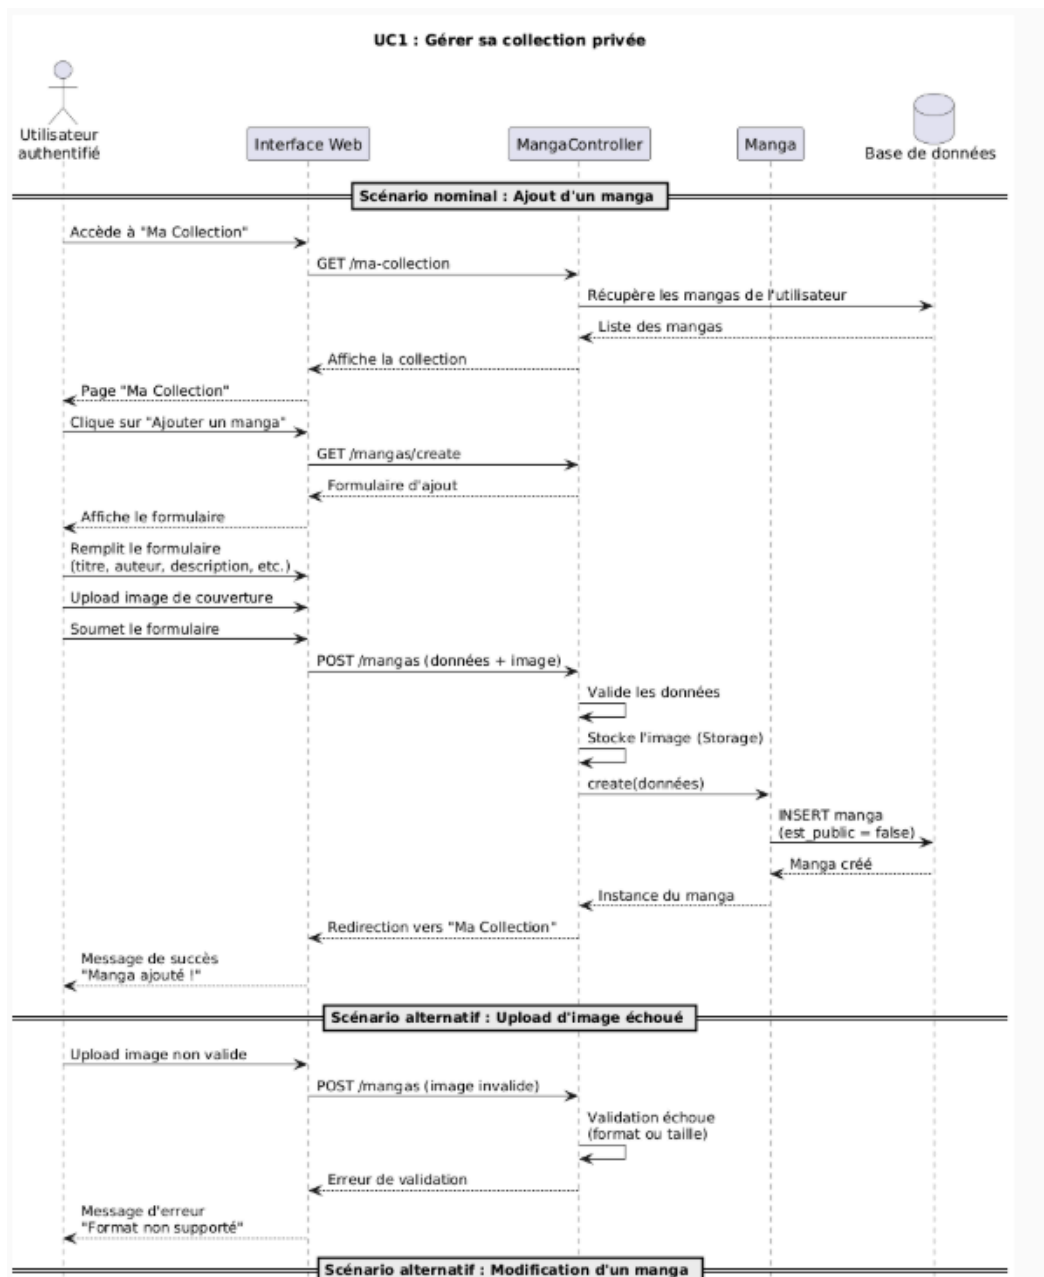 UC1 : Gérer sa collection privée
Utilisateur
authentifié
Interface Web
MangaController
Manga
Base de données
Scénario nominal : Ajout d'un manga
Accède à "Ma Collection"
GET /ma-collection
Récupère les mangas de l'utilisateur
Liste des mangas
Affiche la collection
Page "Ma Collection"
Clique sur "Ajouter un manga"
GET /mangas/create
Formulaire d'ajout
Affiche le formulaire
Remplit le formulaire
(titre, auteur, description, etc.)
Upload image de couverture
Soumet le formulaire
POST /mangas (données + image)
Valide les données
Stocke l'image (Storage)
create(données)
INSERT manga
(est_public = false)
Manga créé
Instance du manga
Redirection vers "Ma Collection"
Message de succès
"Manga ajouté !"
Scénario alternatif : Upload d'image échoué
Upload image non valide
POST /mangas (image invalide)
Validation échoue
(format ou taille)
Erreur de validation
Message d'erreur
"Format non supporté"
Scénario alternatif : Modification d'un manga